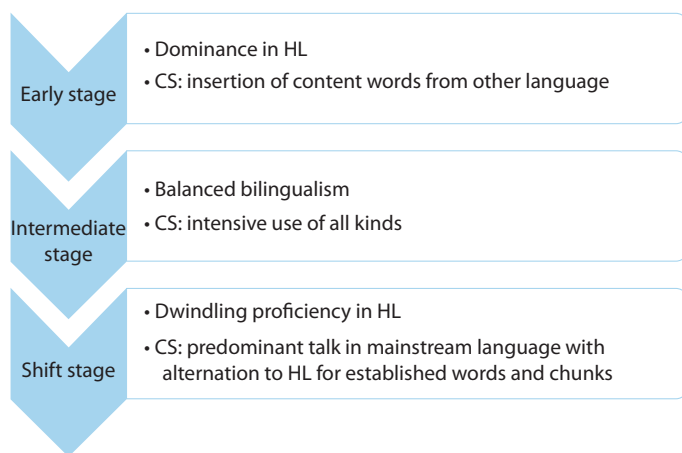 Early stage
• Dominance in HL
• CS: insertion of content words from other language
Intermediate
stage
• Balanced bilingualism
• CS: intensive use of all kinds
Shift stage
• Dwindling proficiency in HL
• CS: predominant talk in mainstream language with
alternation to HL for established words and chunks